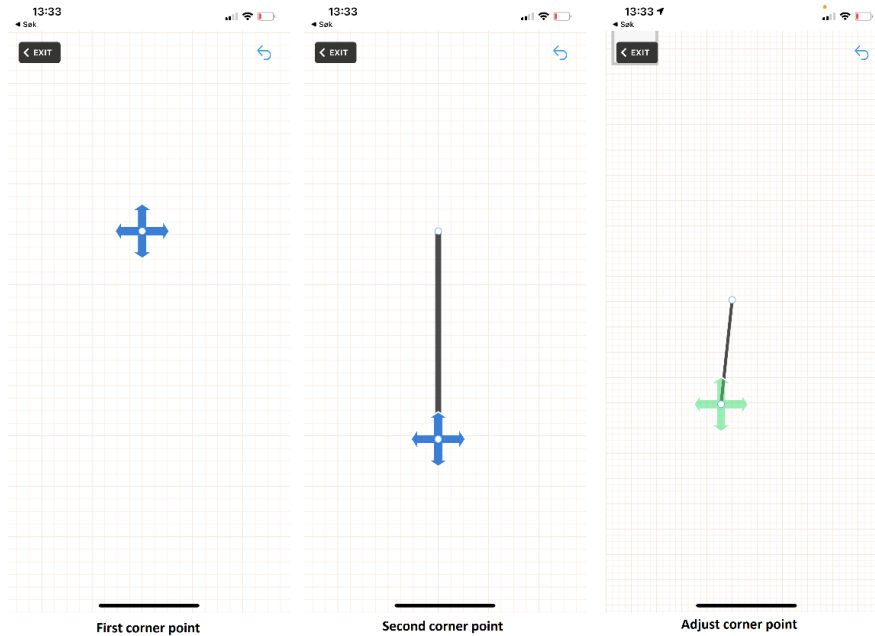 13:33
Søk
EXIT
First corner point
13:33
Søk
EXIT
Second corner point
13:33
Søk
EXIT
Adjust corner point